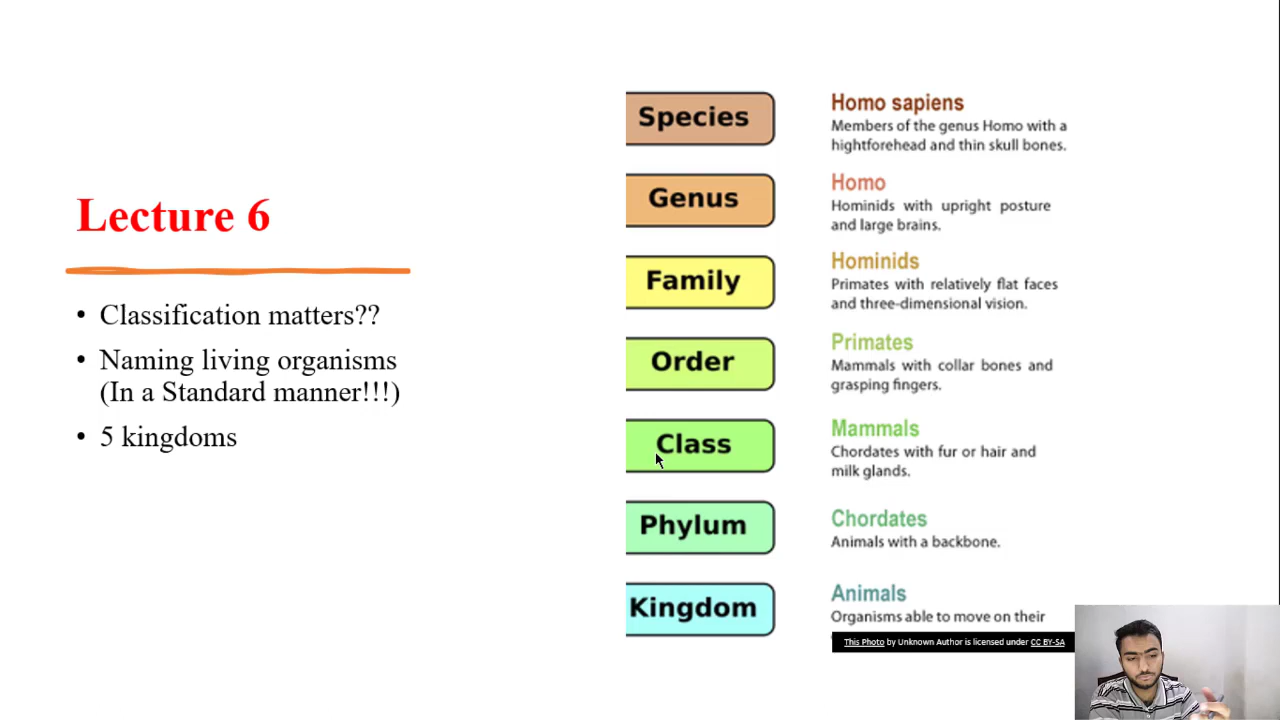 Lecture 6
• Classification matters??
• Naming living organisms
(In a Standard manner!!!)
• 5 kingdoms
Species
Homo sapiens
Members of the genus Homo with a
hightforehead and thin skull bones.
Genus
Homo
Hominids with upright posture
and large brains.
Family
Hominids
Primates with relatively flat faces
and three-dimensional vision.
Order
Primates
Mammals with collar bones and
grasping fingers.
Class
Mammals
Chordates with fur or hair and
milk glands.
Phylum
Chordates
Animals with a backbone.
Kingdom
Animals
Organisms able to move on their
This Photo by Unknown Author is licensed under CC BY-SA